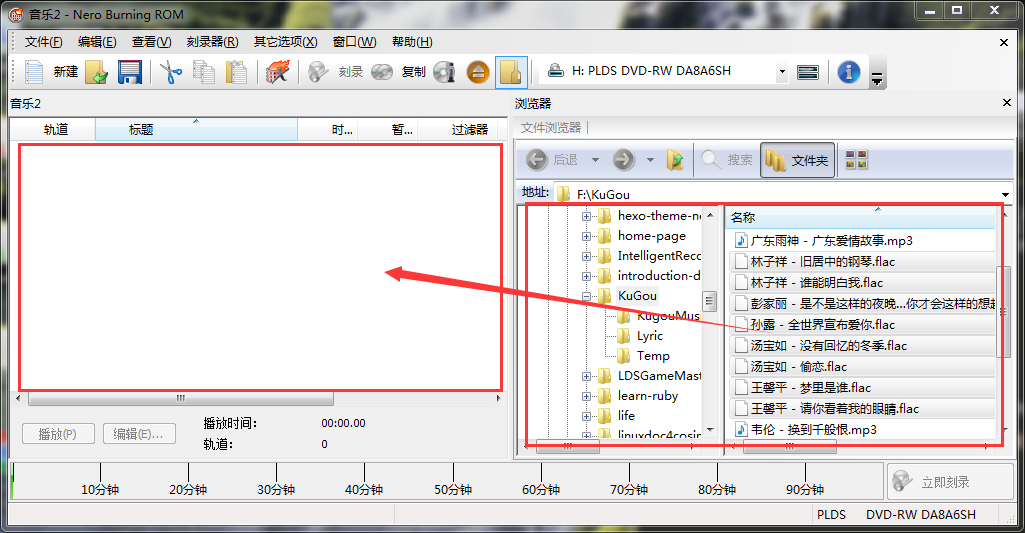 音乐2 - Nero Burning ROM
文件(F) 编辑(E) 查看(V) 刻录器(R) 其它选项(X) 窗口(W) 帮助(H)
新建 刻录 复制 H: PLDS DVD-RW DA8A6SH
音乐2
浏览器
轨道 标题 时... 暂... 过滤器
文件浏览器
后退 搜索 文件夹
地址: F:\KuGou
hexo-theme-ne
home-page
IntelligentReco
introduction-d
KuGou
KugouMus
Lyric
Temp
LDSGameMast
learn-ruby
life
linuxdoc4cosin
名称
广东雨神 - 广东爱情故事.mp3
林子祥 - 旧居中的钢琴.flac
林子祥 - 谁能明白我.flac
彭家丽 - 是不是这样的夜晚...你才会这样的想起
孙露 - 全世界宣布爱你.flac
汤宝如 - 没有回忆的冬季.flac
汤宝如 - 偷恋.flac
王馨平 - 梦里是谁.flac
王馨平 - 请你看着我的眼睛.flac
韦伦 - 换到千般恨.mp3
播放(P) 编辑(E)...
播放时间: 00:00.00
轨道: 0
10分钟 20分钟 30分钟 40分钟 50分钟 60分钟 70分钟 80分钟 90分钟
立即刻录
PLDS DVD-RW DA8A6SH